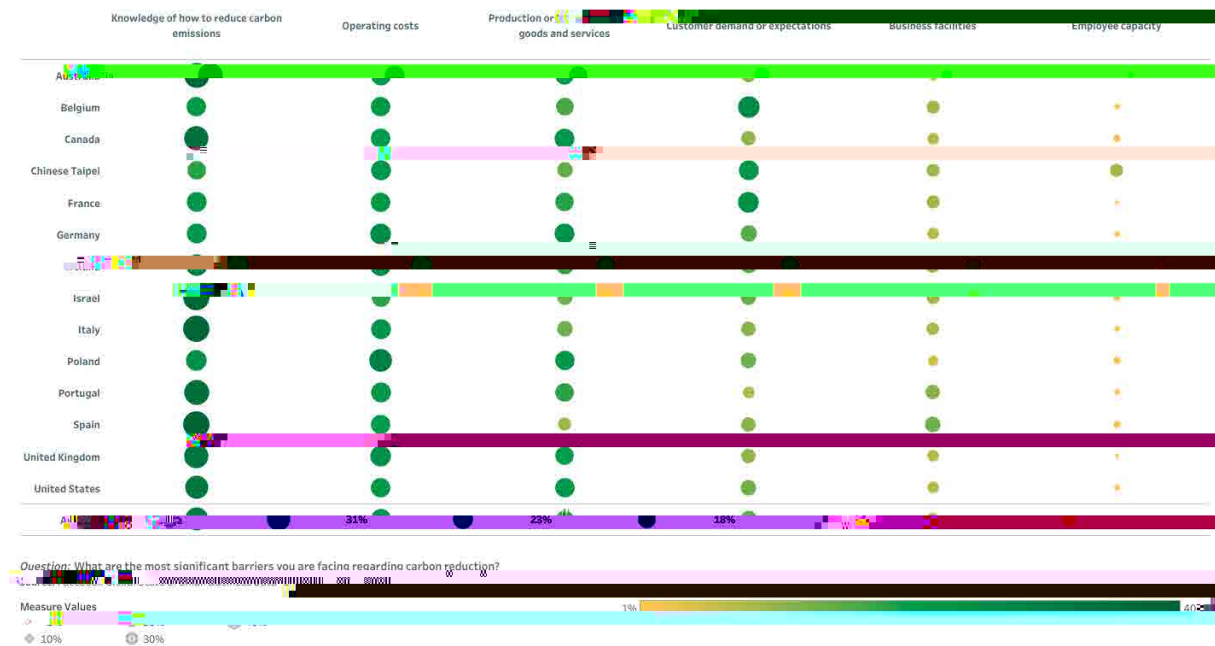 Knowledge of how to reduce carbon
emissions
Operating costs
Production or
goods and services
Customer demand or expectations
Business facilities
Employee capacity
Belgium
Canada
Chinese Taipei
France
Germany
Israel
Italy
Poland
Portugal
Spain
United Kingdom
United States
31%
23%
18%
Question: What are the most significant barriers you are facing regarding carbon reduction?
Measure Values
1%
10%
30%